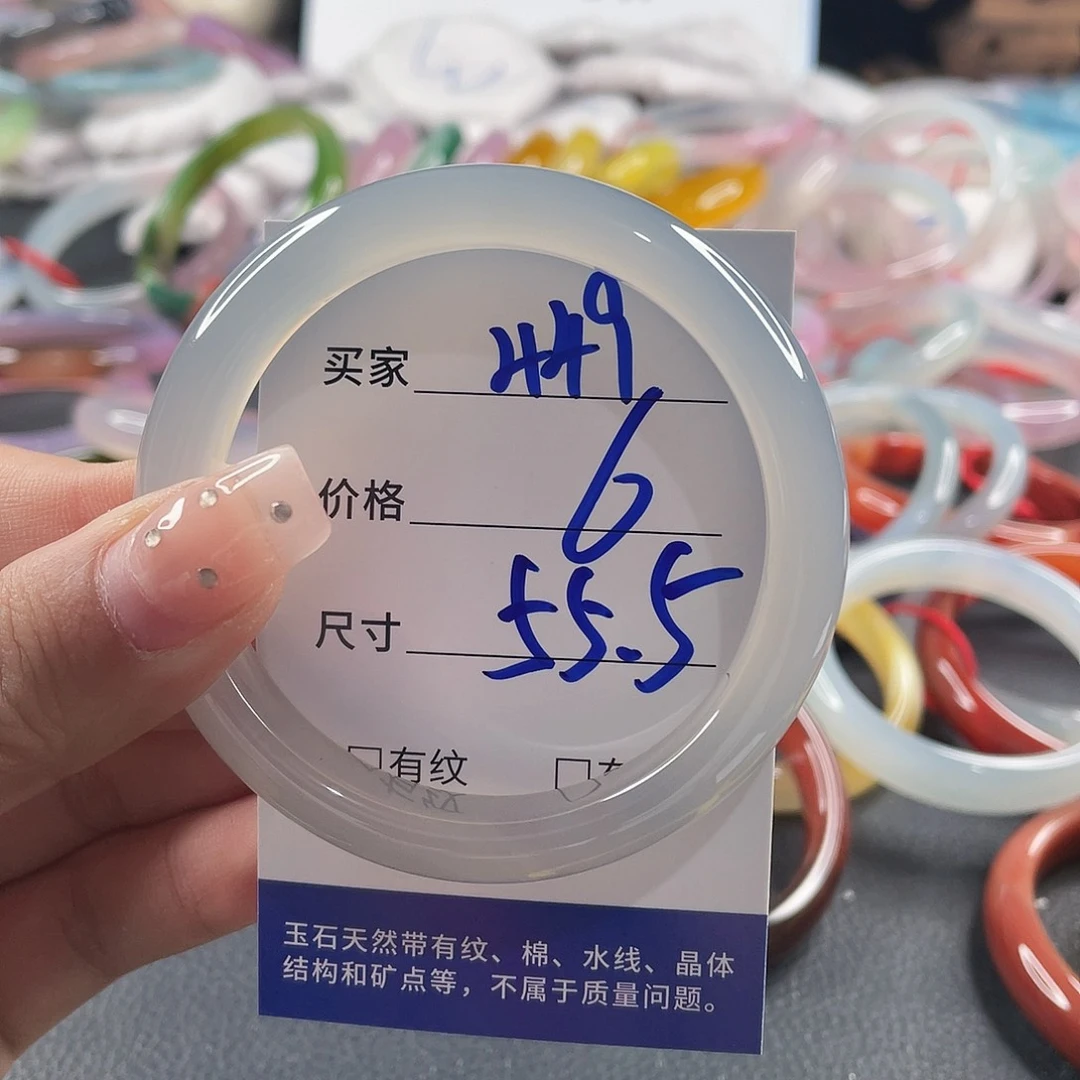 买家
价格 6
尺寸 55.5
有纹
玉石天然带有纹、棉、水线、晶体
结构和矿点等，不属于质量问题。